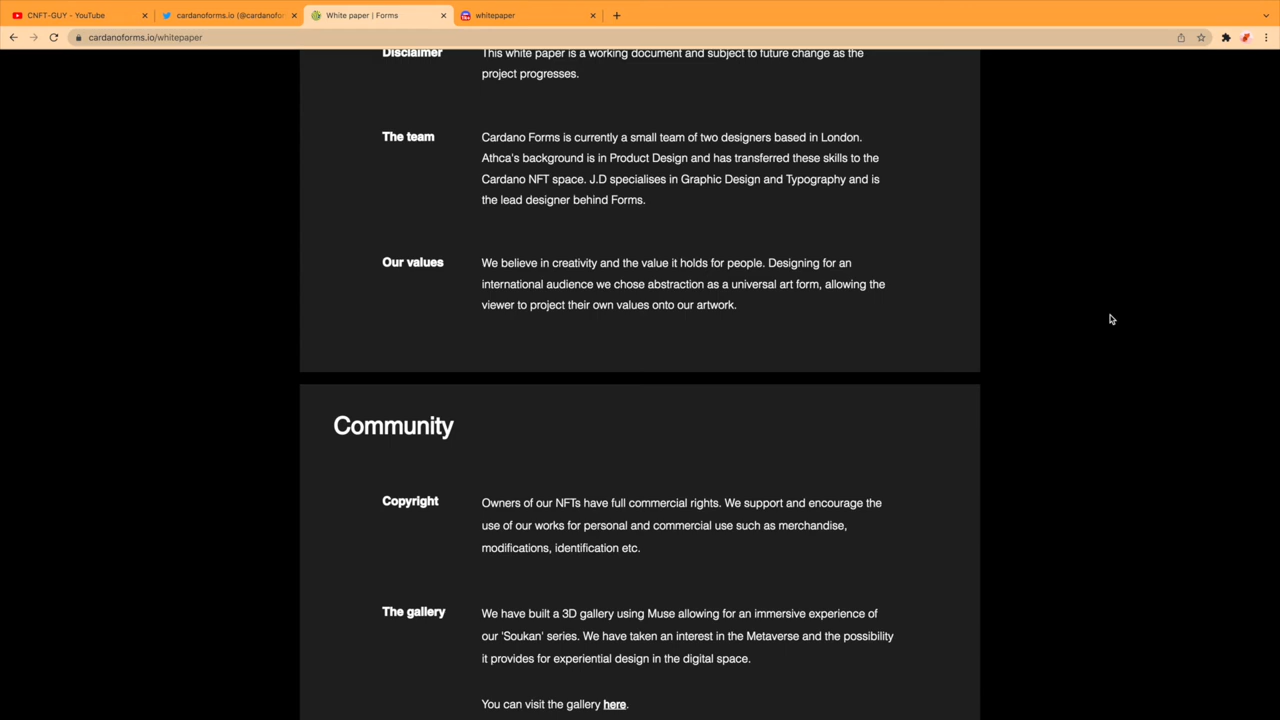 CNFT-GUY - YouTube
cardanoforms.io (@cardanofor
White paper | Forms
whitepaper
cardanoforms.io/whitepaper
Disclaimer
This white paper is a working document and subject to future change as the
project progresses.
The team
Cardano Forms is currently a small team of two designers based in London.
Athca's background is in Product Design and has transferred these skills to the
Cardano NFT space. J.D specialises in Graphic Design and Typography and is
the lead designer behind Forms.
Our values
We believe in creativity and the value it holds for people. Designing for an
international audience we chose abstraction as a universal art form, allowing the
viewer to project their own values onto our artwork.
Community
Copyright
Owners of our NFTs have full commercial rights. We support and encourage the
use of our works for personal and commercial use such as merchandise,
modifications, identification etc.
The gallery
We have built a 3D gallery using Muse allowing for an immersive experience of
our 'Soukan' series. We have taken an interest in the Metaverse and the possibility
it provides for experiential design in the digital space.
You can visit the gallery here.